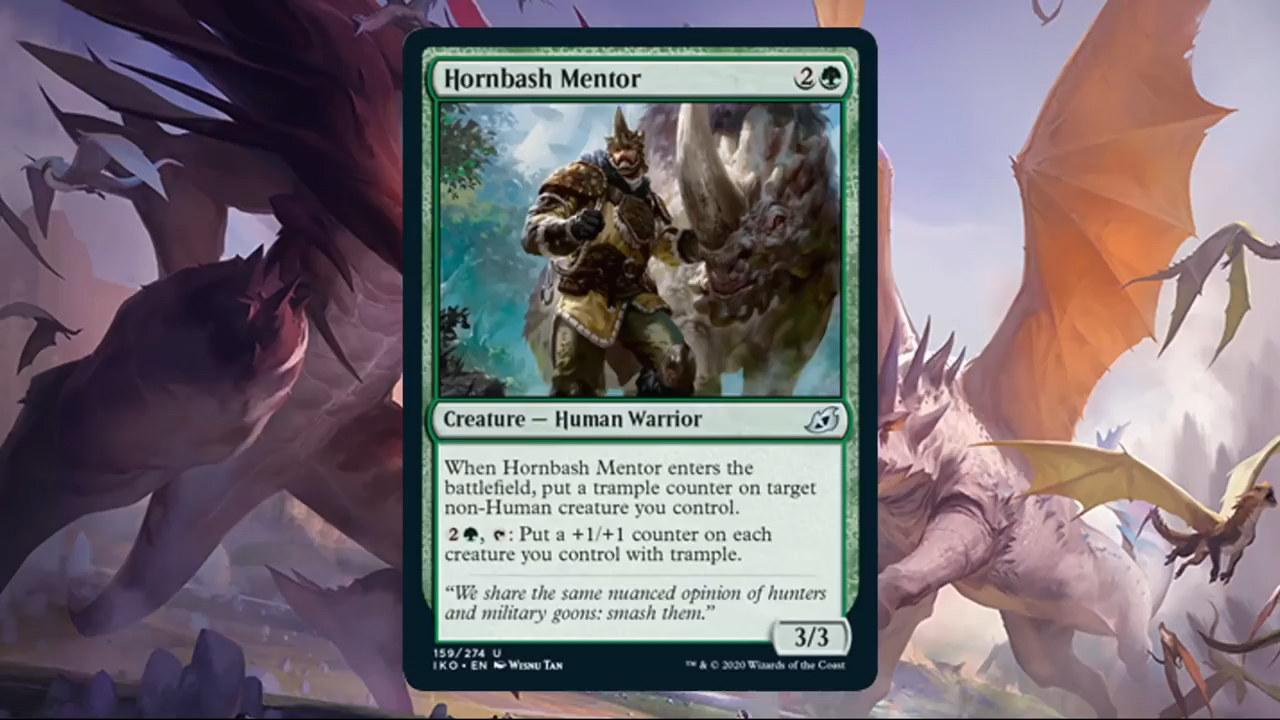 Hornbash Mentor 2
Creature — Human Warrior
When Hornbash Mentor enters the
battlefield, put a trample counter on target
non-Human creature you control.
2 , : Put a +1/+1 counter on each
creature you control with trample.
“We share the same nuanced opinion of hunters
and military goons: smash them.”
3/3
159/274 U
IKO • EN Wisnu Tan ™ & © 2020 Wizards of the Coast